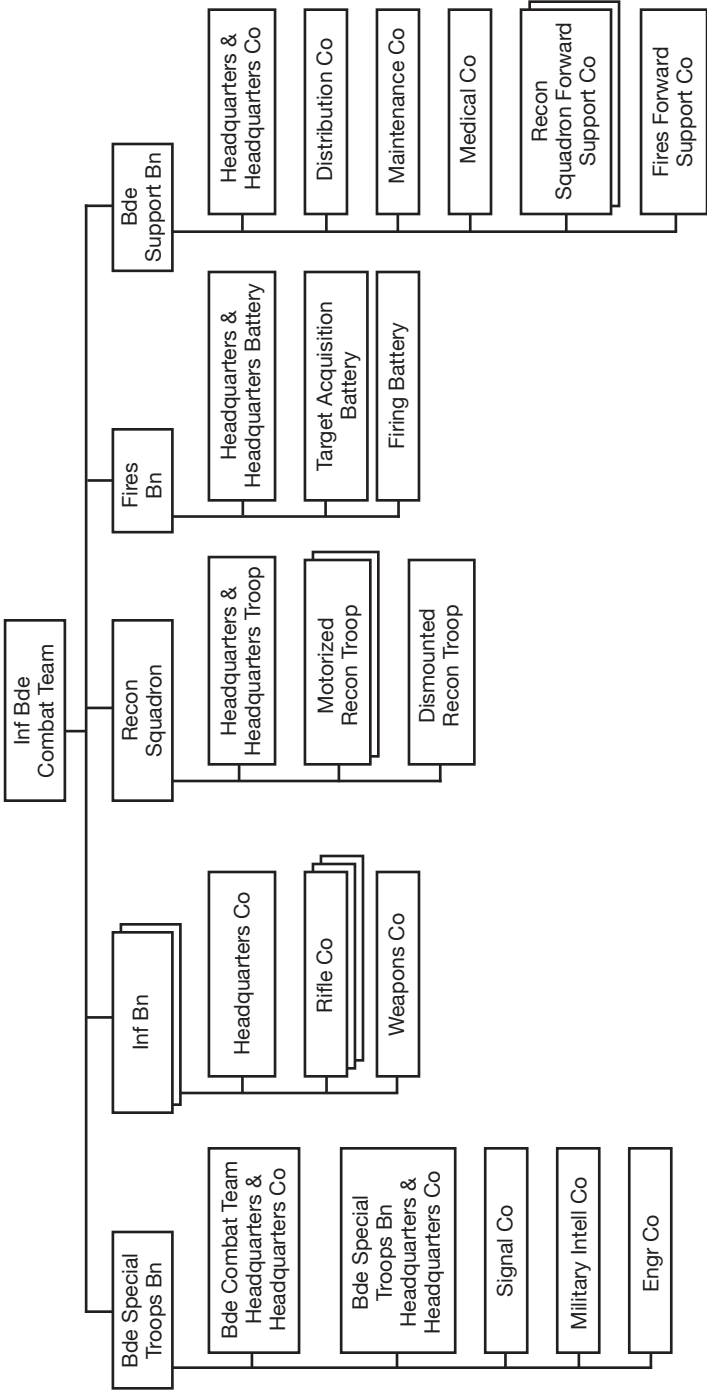 Inf Bde
Combat Team
Bde Special
Troops Bn
Bde Combat Team
Headquarters &
Headquarters Co
Bde Special
Troops Bn
Headquarters &
Headquarters Co
Signal Co
Military Intell Co
Engr Co
Inf Bn
Headquarters Co
Rifle Co
Weapons Co
Recon
Squadron
Headquarters &
Headquarters Troop
Motorized
Recon Troop
Dismounted
Recon Troop
Fires
Bn
Headquarters &
Headquarters Battery
Target Acquisition
Battery
Firing Battery
Bde
Support Bn
Headquarters &
Headquarters Co
Distribution Co
Maintenance Co
Medical Co
Recon
Squadron Forward
Support Co
Fires Forward
Support Co